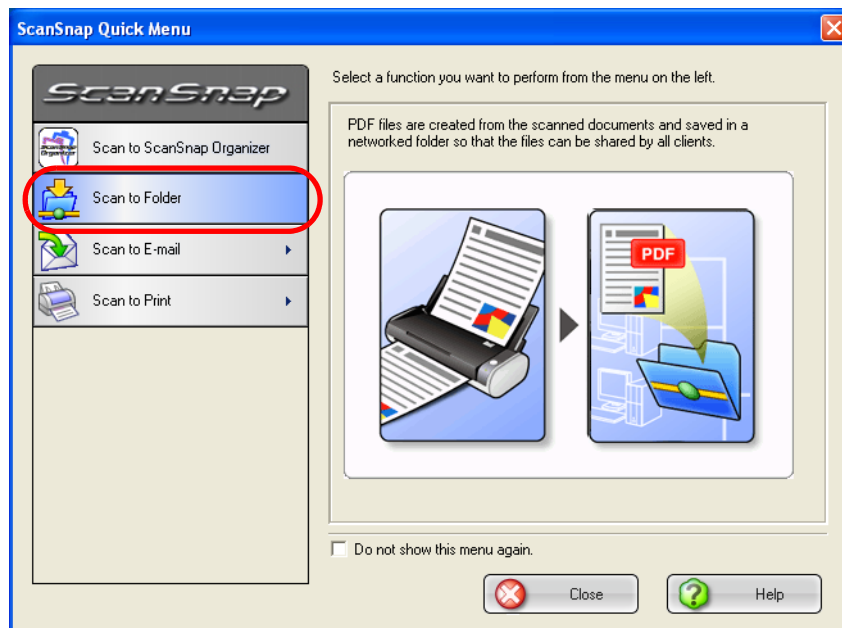 ScanSnap Quick Menu
ScanSnap
Scan to ScanSnap Organizer
Scan to Folder
Scan to E-mail
Scan to Print
Select a function you want to perform from the menu on the left.
PDF files are created from the scanned documents and saved in a
networked folder so that the files can be shared by all clients.
PDF
Do not show this menu again.
Close
Help